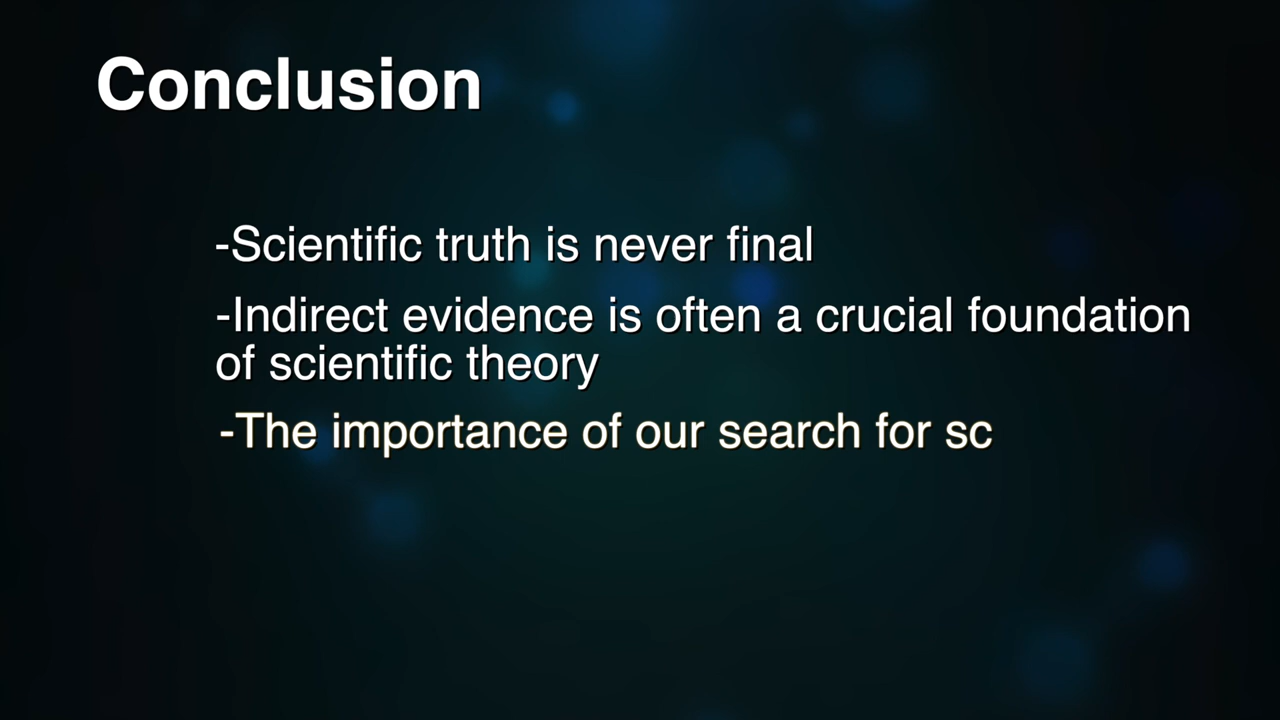 Conclusion
-Scientific truth is never final
-Indirect evidence is often a crucial foundation
of scientific theory
-The importance of our search for sc